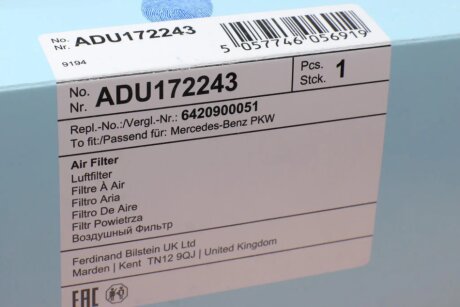 No.
Nr. ADU172243
9194
5 057746 056919
No.
Nr. ADU172243
Pcs.
Stck. 1
Repl.-No.:/Vergl.-Nr.: 6420900051
To fit:/Passend für: Mercedes-Benz PKW
Air Filter
Luftfilter
Filtre À Air
Filtro Aria
Filtro De Aire
Filtr Powietrza
Воздушный Фильтр
Ferdinand Bilstein UK Ltd
Marden | Kent TN12 9QJ | United Kingdom
EAC